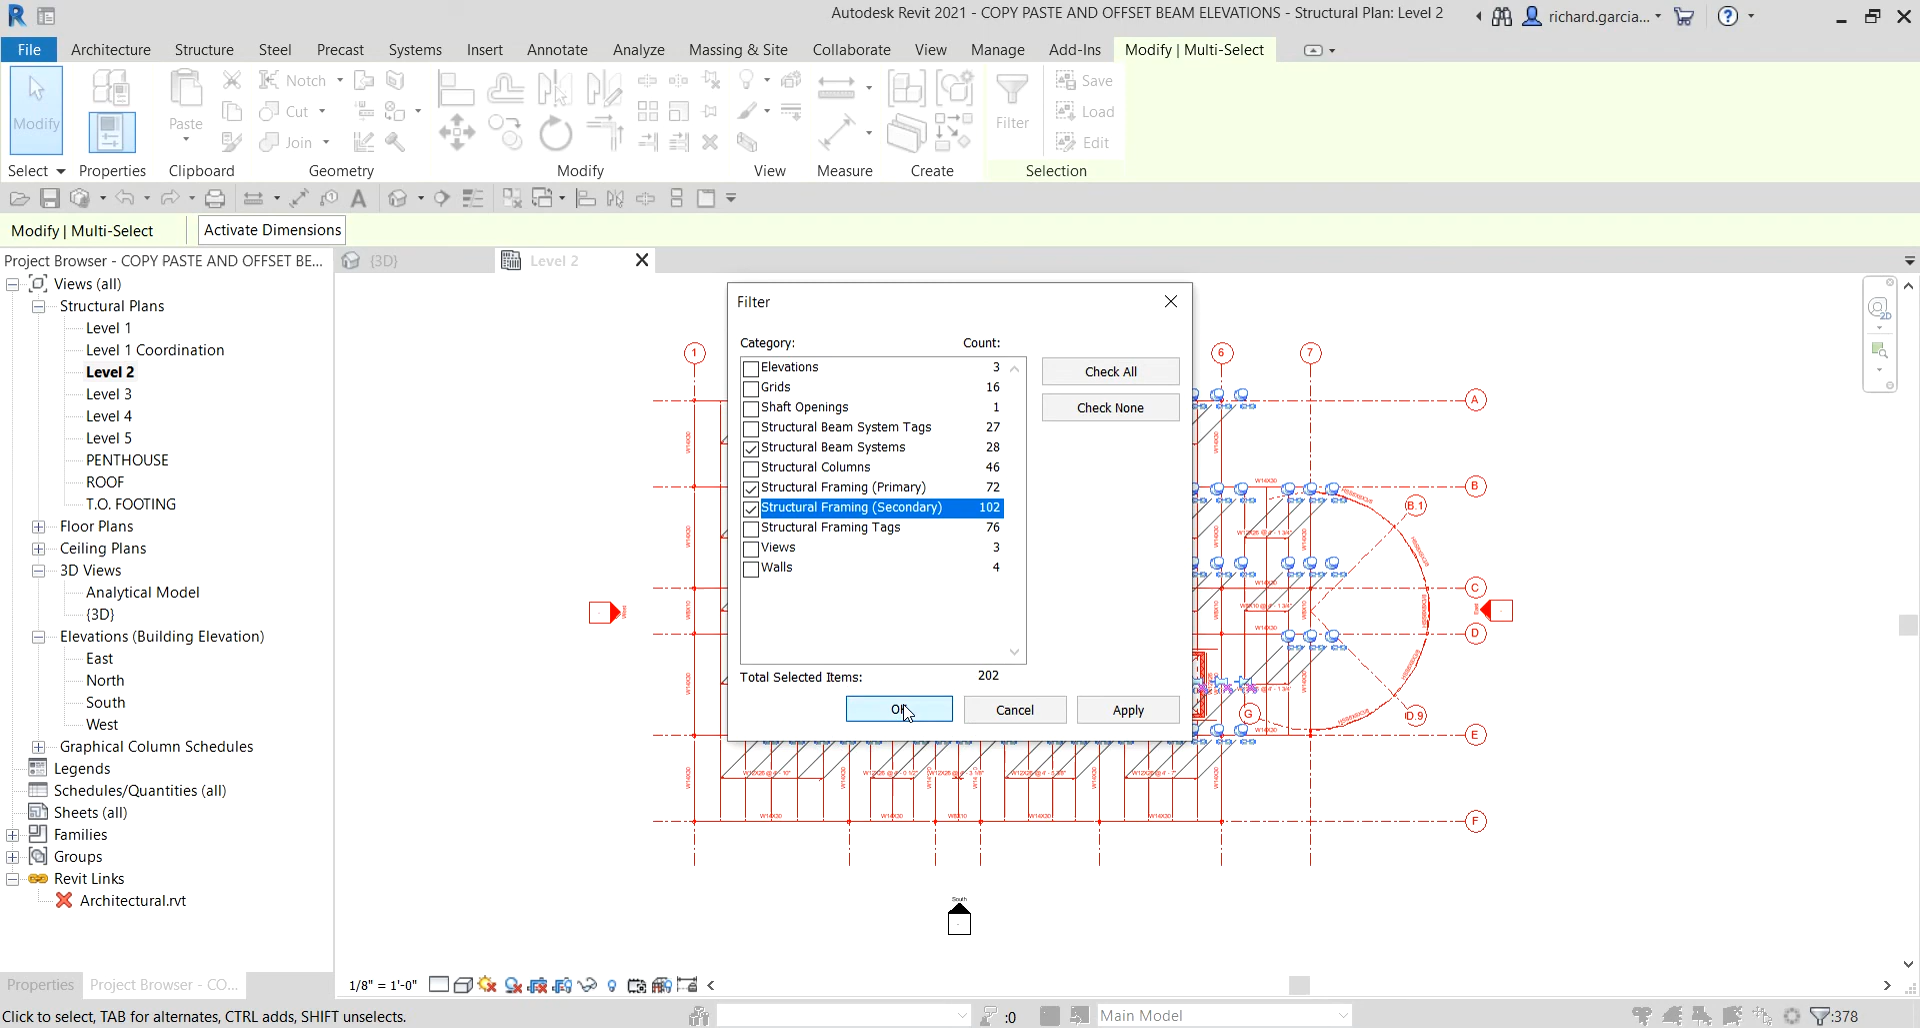 Autodesk Revit 2021 - COPY PASTE AND OFFSET BEAM ELEVATIONS - Structural Plan: Level 2
richard.garcia...
File Architecture Structure Steel Precast Systems Insert Annotate Analyze Massing & Site Collaborate View Manage Add-Ins Modify | Multi-Select
Modify
Paste
Notch
Cut
Join
Filter
Save
Load
Edit
Select Properties Clipboard Geometry Modify View Measure Create Selection
Modify | Multi-Select Activate Dimensions
Project Browser - COPY PASTE AND OFFSET BE...
{3D}
Level 2
Views (all)
Structural Plans
Level 1
Level 1 Coordination
Level 2
Level 3
Level 4
Level 5
PENTHOUSE
ROOF
T.O. FOOTING
Floor Plans
Ceiling Plans
3D Views
Analytical Model
{3D}
Elevations (Building Elevation)
East
North
South
West
Graphical Column Schedules
Legends
Schedules/Quantities (all)
Sheets (all)
Families
Groups
Revit Links
Architectural.rvt
Properties
Project Browser - CO...
Filter
Category: Count:
Elevations 3
Grids 16
Shaft Openings 1
Structural Beam System Tags 27
Structural Beam Systems 28
Structural Columns 46
Structural Framing (Primary) 72
Structural Framing (Secondary) 102
Structural Framing Tags 76
Views 3
Walls 4
Check All
Check None
Total Selected Items: 202
Cancel
Apply
1
6
7
A
B
B.1
C
D
D.9
G
E
F
W14X30
South
2D
1/8" = 1'-0"
Click to select, TAB for alternates, CTRL adds, SHIFT unselects.
:0
Main Model
:378